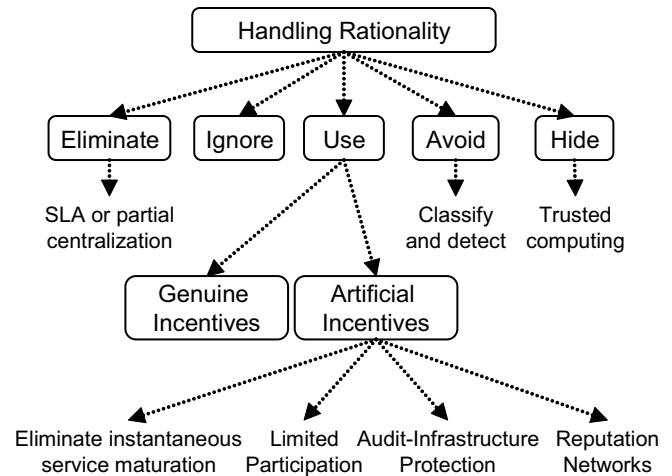 Handling Rationality
Eliminate
Ignore
Use
Avoid
Hide
SLA or partial
centralization
Classify
and detect
Trusted
computing
Genuine
Incentives
Artificial
Incentives
Eliminate instantaneous
service maturation
Limited
Participation
Audit-Infrastructure
Protection
Reputation
Networks